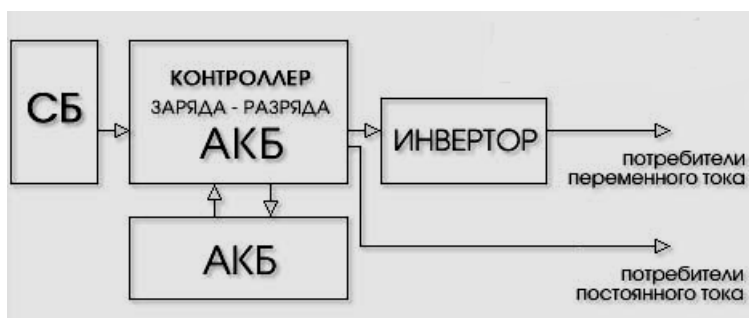 СБ
КОНТРОЛЛЕР
ЗАРЯДА - РАЗРЯДА
АКБ
ИНВЕРТОР
потребители
переменного тока
АКБ
потребители
постоянного тока